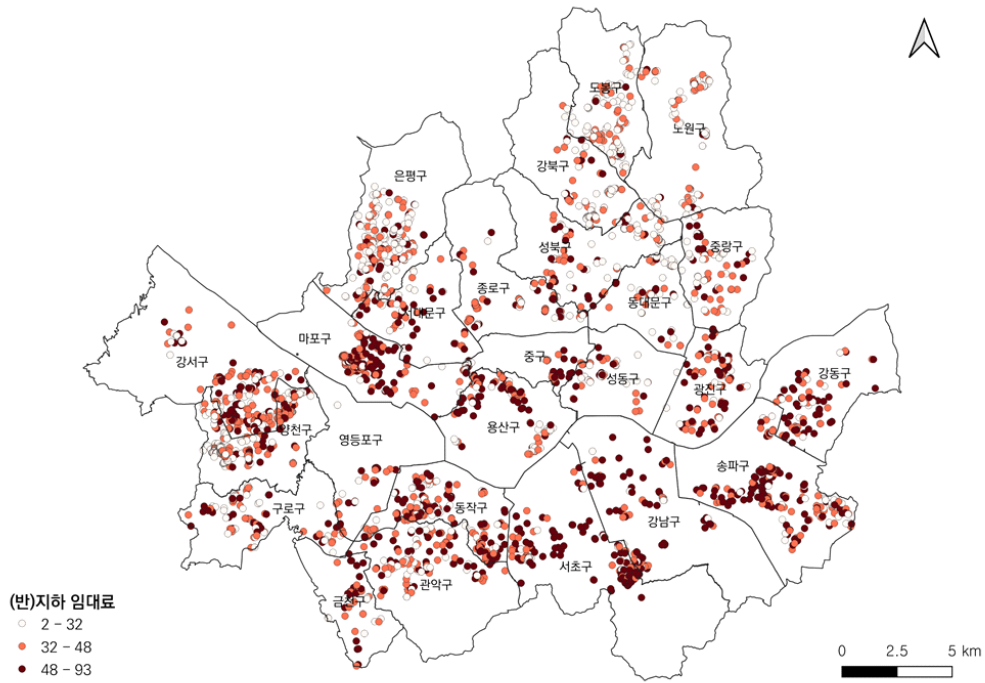 도봉구
노원구
강북구
은평구
성북구
중랑구
종로구
서대문구
동대문구
마포구
강서구
중구
성동구
강동구
광진구
양천구
용산구
영등포구
송파구
구로구
동작구
강남구
서초구
관악구
금천구
(반)지하 임대료
2 – 32
32 – 48
48 – 93
0 2.5 5 km